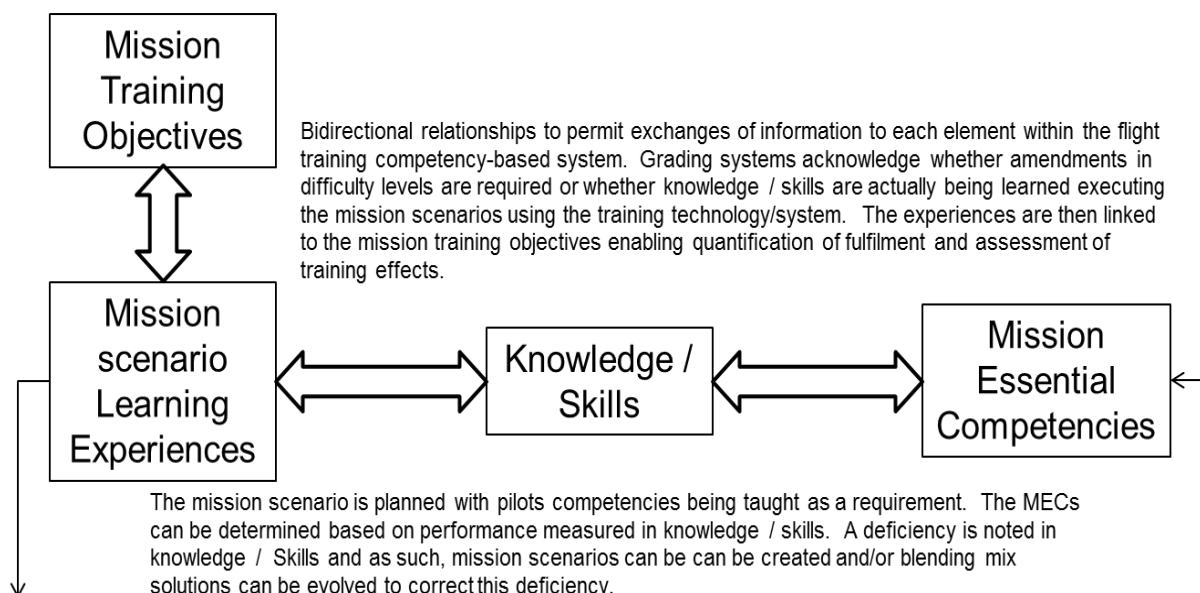 Mission
Training
Objectives
Bidirectional relationships to permit exchanges of information to each element within the flight
training competency-based system. Grading systems acknowledge whether amendments in
difficulty levels are required or whether knowledge / skills are actually being learned executing
the mission scenarios using the training technology/system. The experiences are then linked
to the mission training objectives enabling quantification of fulfilment and assessment of
training effects.
Mission
scenario
Learning
Experiences
Knowledge /
Skills
Mission
Essential
Competencies
The mission scenario is planned with pilots competencies being taught as a requirement. The MECs
can be determined based on performance measured in knowledge / skills. A deficiency is noted in
knowledge / Skills and as such, mission scenarios can be can be created and/or blending mix
solutions can be evolved to correct this deficiency.